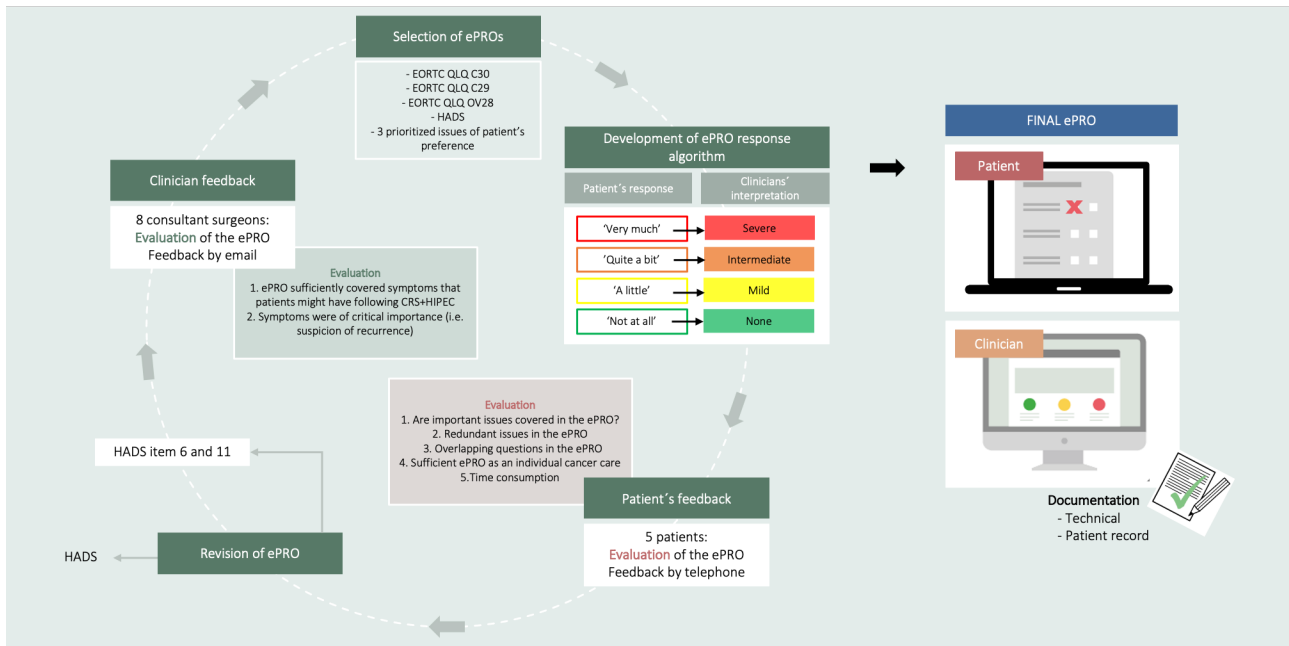 Selection of ePROs
- EORTC QLQ C30
- EORTC QLQ C29
- EORTC QLQ OV28
- HADS
- 3 prioritized issues of patient´s
preference
Development of ePRO response
algorithm
Patient´s response
Clinicians´
interpretation
‘Very much’
Severe
‘Quite a bit’
Intermediate
‘A little’
Mild
‘Not at all’
None
Patient´s feedback
5 patients:
Evaluation of the ePRO
Feedback by telephone
Evaluation
1. Are important issues covered in the ePRO?
2. Redundant issues in the ePRO
3. Overlapping questions in the ePRO
4. Sufficient ePRO as an individual cancer care
5.Time consumption
Revision of ePRO
HADS
HADS item 6 and 11
Clinician feedback
8 consultant surgeons:
Evaluation of the ePRO
Feedback by email
Evaluation
1. ePRO sufficiently covered symptoms that
patients might have following CRS+HIPEC
2. Symptoms were of critical importance (i.e.
suspicion of recurrence)
FINAL ePRO
Patient
Clinician
Documentation
- Technical
- Patient record